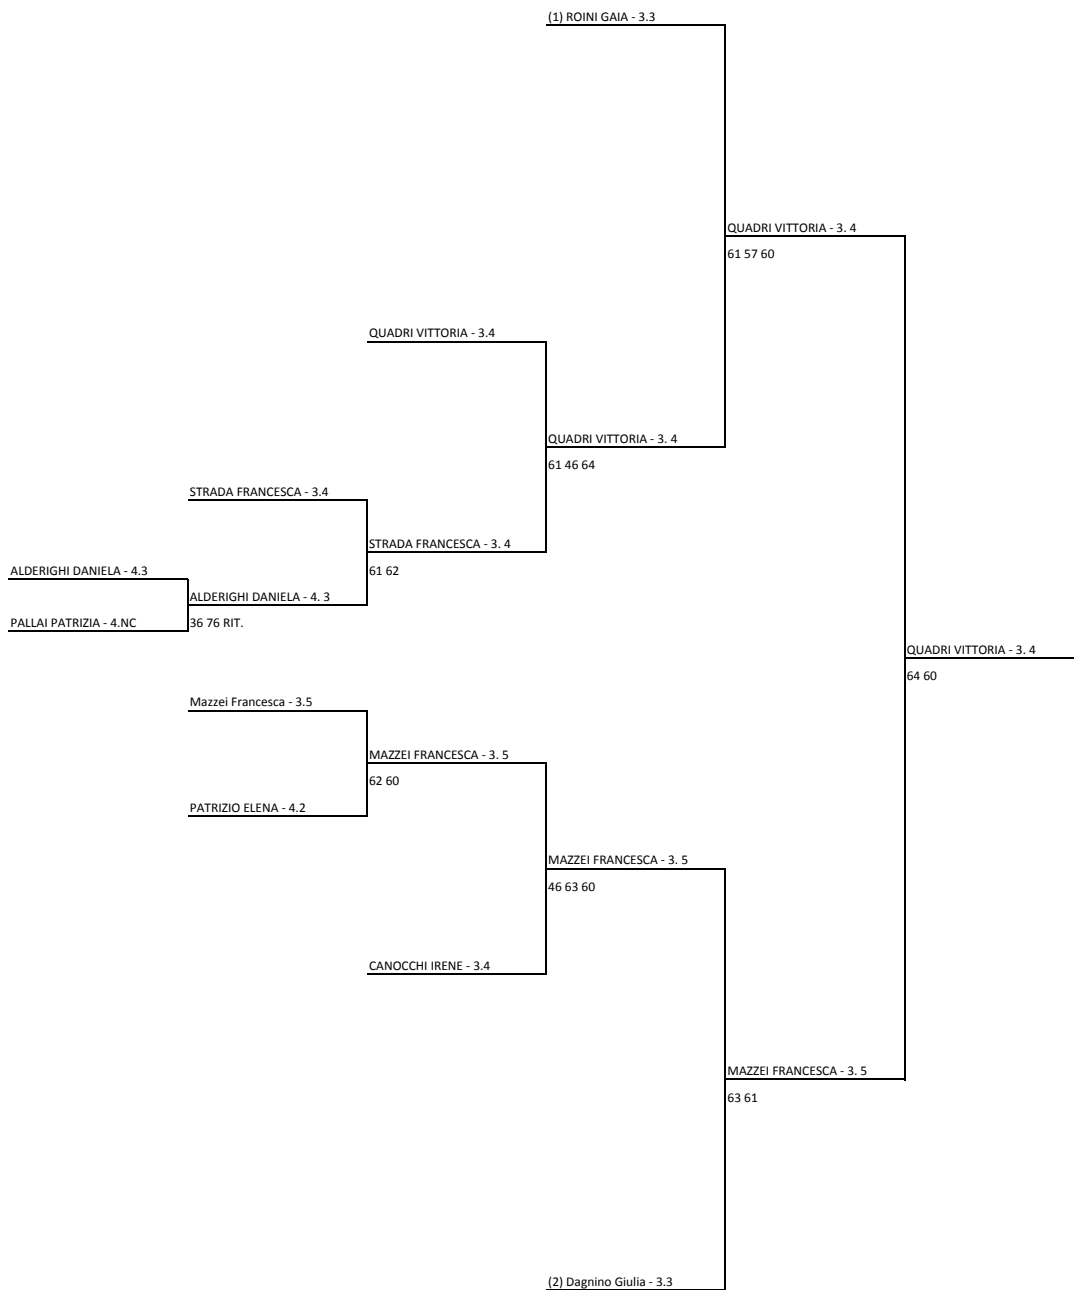 (1) ROINI GAIA - 3.3
QUADRI VITTORIA - 3. 4
61 57 60
QUADRI VITTORIA - 3.4
QUADRI VITTORIA - 3. 4
61 46 64
STRADA FRANCESCA - 3.4
STRADA FRANCESCA - 3. 4
ALDERIGHI DANIELA - 4.3
61 62
ALDERIGHI DANIELA - 4. 3
PALLAI PATRIZIA - 4.NC
36 76 RIT.
QUADRI VITTORIA - 3. 4
64 60
Mazzei Francesca - 3.5
MAZZEI FRANCESCA - 3. 5
62 60
PATRIZIO ELENA - 4.2
MAZZEI FRANCESCA - 3. 5
46 63 60
CANOCCHI IRENE - 3.4
MAZZEI FRANCESCA - 3. 5
63 61
(2) Dagnino Giulia - 3.3